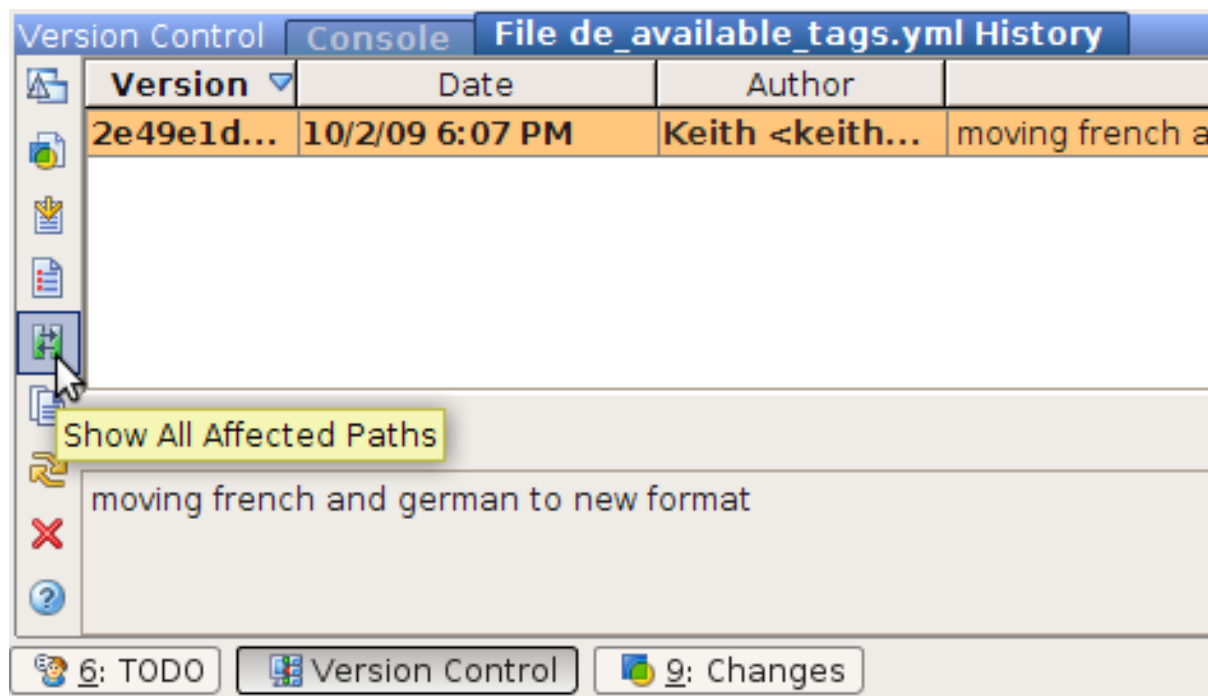 Version Control Console File de_available_tags.yml History
Version Date Author
2e49e1d... 10/2/09 6:07 PM Keith <keith... moving french a
Show All Affected Paths
moving french and german to new format
6: TODO Version Control 9: Changes